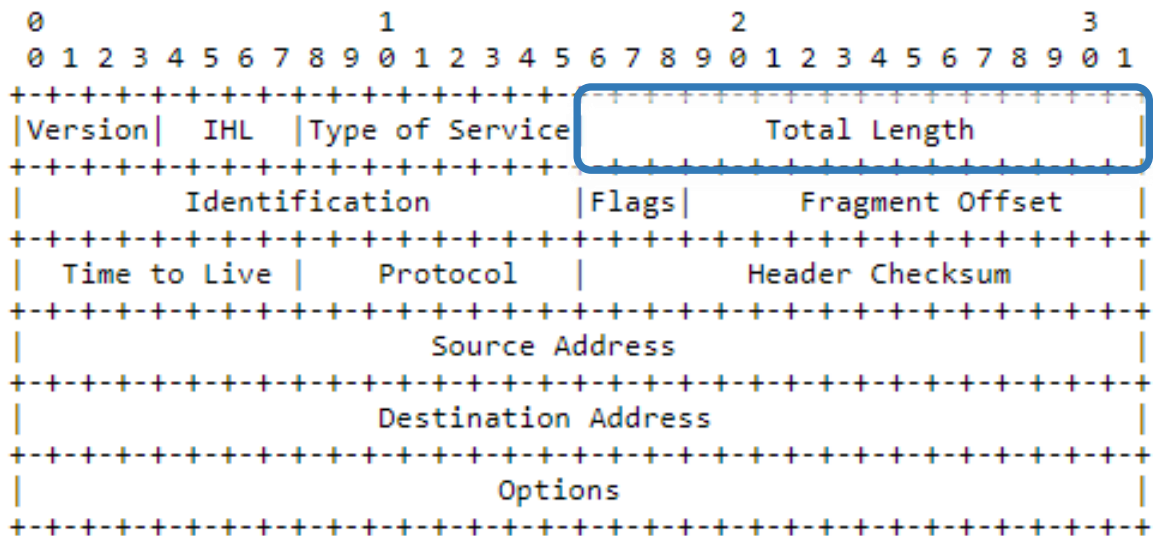 0 1 2 3
0 1 2 3 4 5 6 7 8 9 0 1 2 3 4 5 6 7 8 9 0 1 2 3 4 5 6 7 8 9 0 1
+-+-+-+-+-+-+-+-+-+-+-+-+-+-+-+-+-+-+-+-+-+-+-+-+-+-+-+-+-+-+-+-+
|Version| IHL |Type of Service| Total Length |
+-+-+-+-+-+-+-+-+-+-+-+-+-+-+-+-+-+-+-+-+-+-+-+-+-+-+-+-+-+-+-+-+
| Identification |Flags| Fragment Offset |
+-+-+-+-+-+-+-+-+-+-+-+-+-+-+-+-+-+-+-+-+-+-+-+-+-+-+-+-+-+-+-+-+
| Time to Live | Protocol | Header Checksum |
+-+-+-+-+-+-+-+-+-+-+-+-+-+-+-+-+-+-+-+-+-+-+-+-+-+-+-+-+-+-+-+-+
| Source Address |
+-+-+-+-+-+-+-+-+-+-+-+-+-+-+-+-+-+-+-+-+-+-+-+-+-+-+-+-+-+-+-+-+
| Destination Address |
+-+-+-+-+-+-+-+-+-+-+-+-+-+-+-+-+-+-+-+-+-+-+-+-+-+-+-+-+-+-+-+-+
| Options |
+-+-+-+-+-+-+-+-+-+-+-+-+-+-+-+-+-+-+-+-+-+-+-+-+-+-+-+-+-+-+-+-+